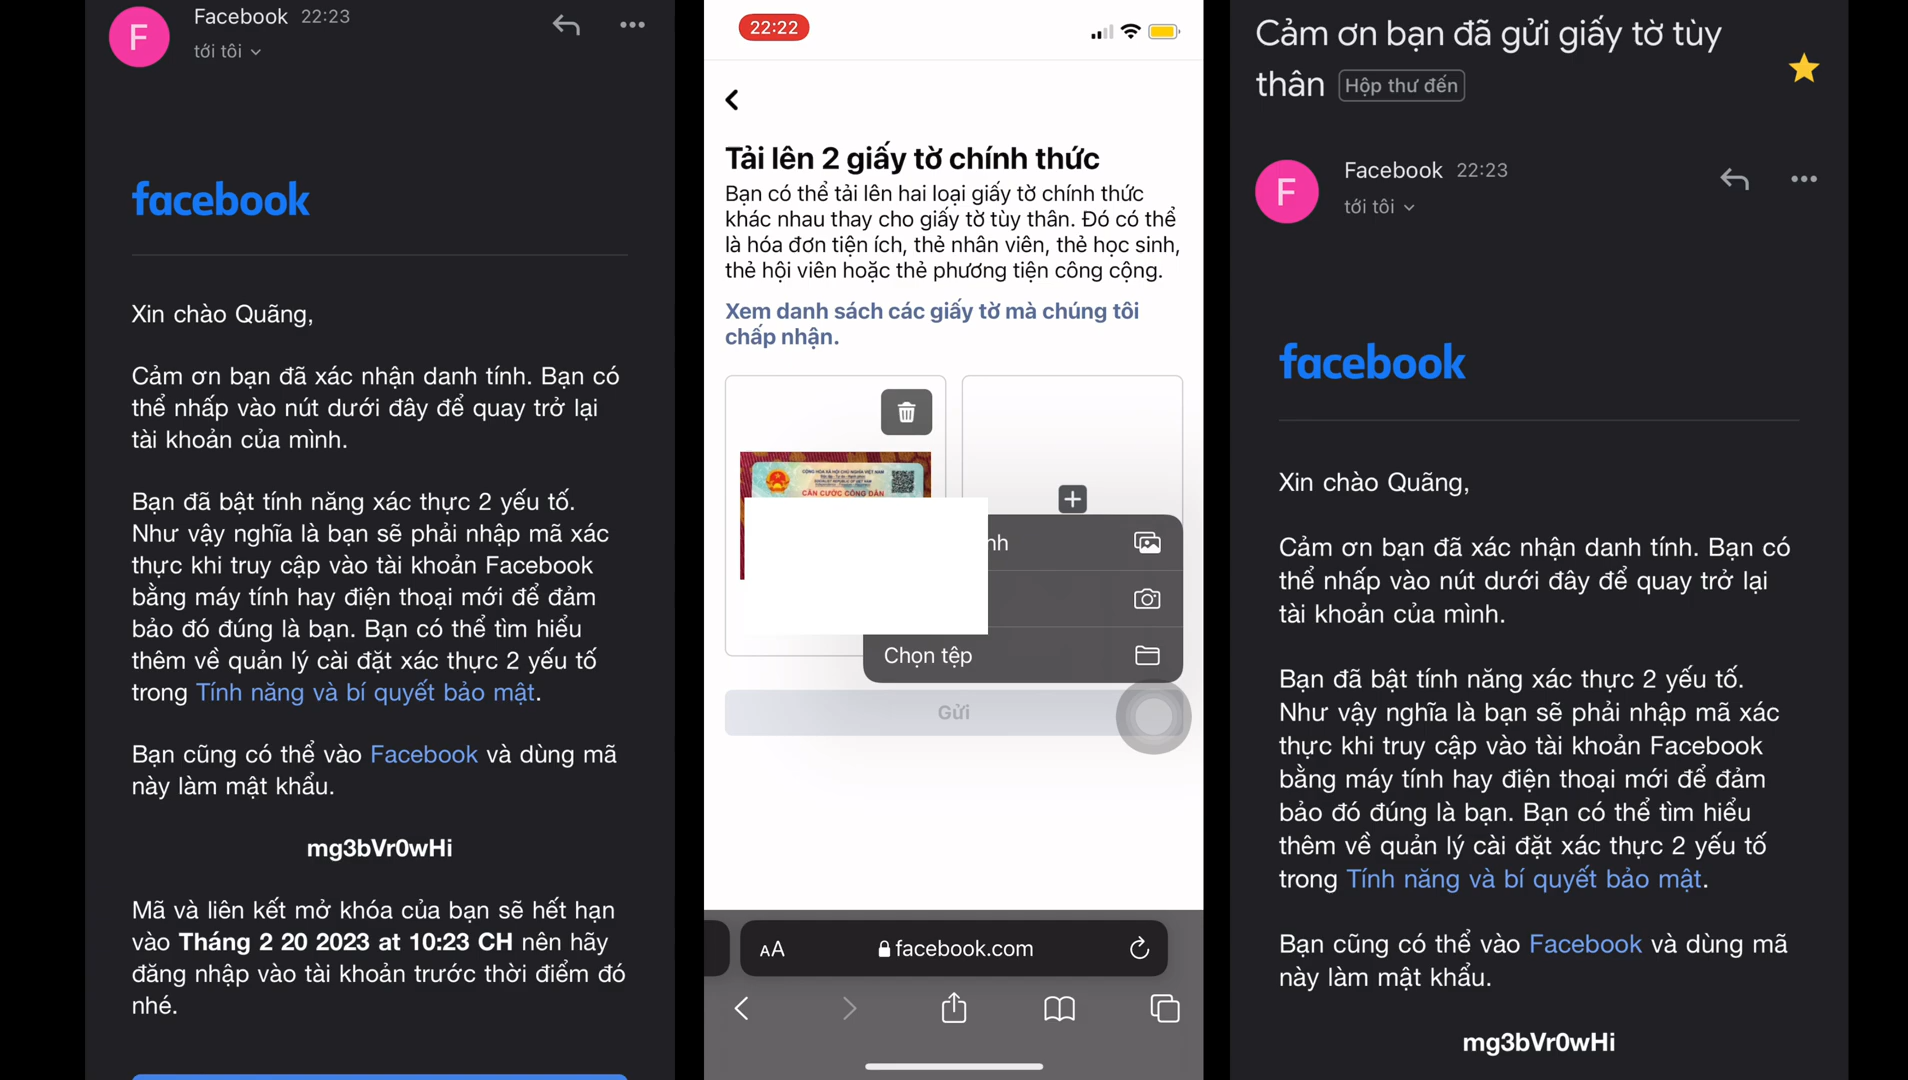 F
Facebook 22:23
tới tôi
facebook
Xin chào Quãng,
Cảm ơn bạn đã xác nhận danh tính. Bạn có
thể nhấp vào nút dưới đây để quay trở lại
tài khoản của mình.
Bạn đã bật tính năng xác thực 2 yếu tố.
Như vậy nghĩa là bạn sẽ phải nhập mã xác
thực khi truy cập vào tài khoản Facebook
bằng máy tính hay điện thoại mới để đảm
bảo đó đúng là bạn. Bạn có thể tìm hiểu
thêm về quản lý cài đặt xác thực 2 yếu tố
trong Tính năng và bí quyết bảo mật.
Bạn cũng có thể vào Facebook và dùng mã
này làm mật khẩu.
mg3bVr0wHi
Mã và liên kết mở khóa của bạn sẽ hết hạn
vào Tháng 2 20 2023 at 10:23 CH nên hãy
đăng nhập vào tài khoản trước thời điểm đó
nhé.
22:22
Tải lên 2 giấy tờ chính thức
Bạn có thể tải lên hai loại giấy tờ chính thức
khác nhau thay cho giấy tờ tùy thân. Đó có thể
là hóa đơn tiện ích, thẻ nhân viên, thẻ học sinh,
thẻ hội viên hoặc thẻ phương tiện công cộng.
Xem danh sách các giấy tờ mà chúng tôi
chấp nhận.
CỘNG HÒA XÃ HỘI CHỦ NGHĨA VIỆT NAM
CĂN CƯỚC CÔNG DÂN
nh
Chọn tệp
Gửi
AA facebook.com
Cảm ơn bạn đã gửi giấy tờ tùy
thân Hộp thư đến
F
Facebook 22:23
tới tôi
facebook
Xin chào Quãng,
Cảm ơn bạn đã xác nhận danh tính. Bạn có
thể nhấp vào nút dưới đây để quay trở lại
tài khoản của mình.
Bạn đã bật tính năng xác thực 2 yếu tố.
Như vậy nghĩa là bạn sẽ phải nhập mã xác
thực khi truy cập vào tài khoản Facebook
bằng máy tính hay điện thoại mới để đảm
bảo đó đúng là bạn. Bạn có thể tìm hiểu
thêm về quản lý cài đặt xác thực 2 yếu tố
trong Tính năng và bí quyết bảo mật.
Bạn cũng có thể vào Facebook và dùng mã
này làm mật khẩu.
mg3bVr0wHi